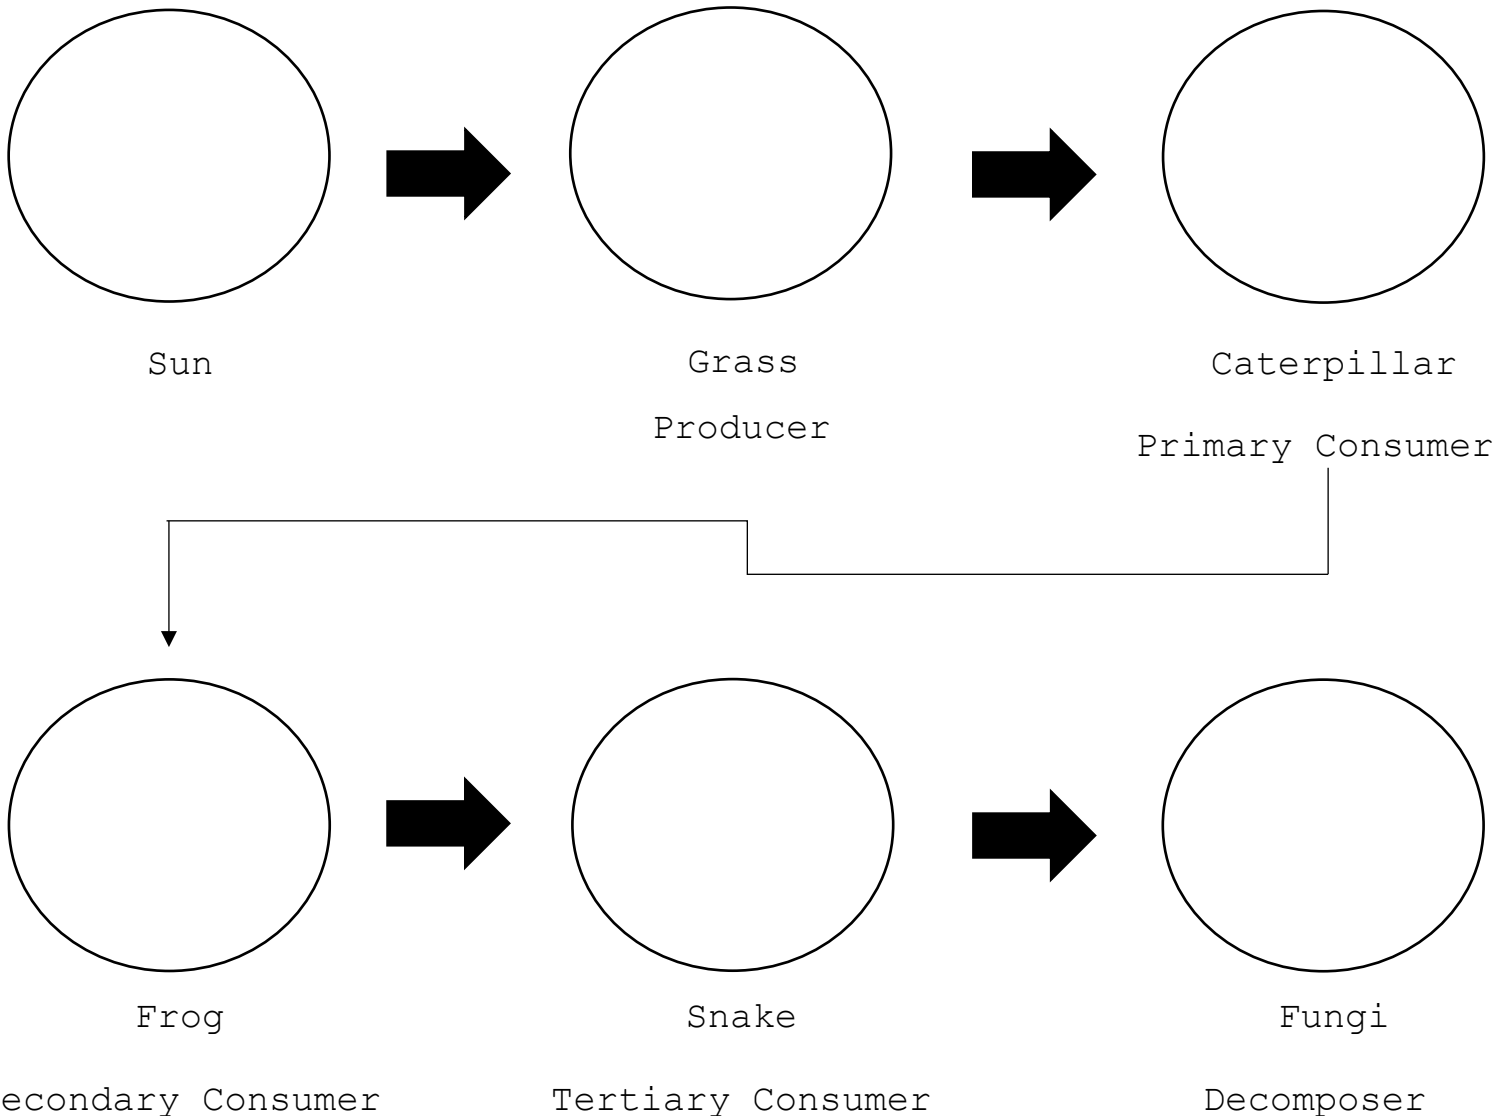 Sun
Grass
Producer
Caterpillar
Primary Consumer
Frog
econdary Consumer
Snake
Tertiary Consumer
Fungi
Decomposer